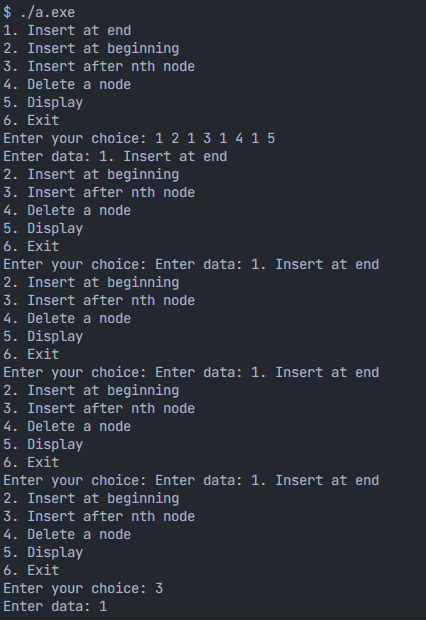 $ ./a.exe
1. Insert at end
2. Insert at beginning
3. Insert after nth node
4. Delete a node
5. Display
6. Exit
Enter your choice: 1 2 1 3 1 4 1 5
Enter data: 1. Insert at end
2. Insert at beginning
3. Insert after nth node
4. Delete a node
5. Display
6. Exit
Enter your choice: Enter data: 1. Insert at end
2. Insert at beginning
3. Insert after nth node
4. Delete a node
5. Display
6. Exit
Enter your choice: Enter data: 1. Insert at end
2. Insert at beginning
3. Insert after nth node
4. Delete a node
5. Display
6. Exit
Enter your choice: Enter data: 1. Insert at end
2. Insert at beginning
3. Insert after nth node
4. Delete a node
5. Display
6. Exit
Enter your choice: 3
Enter data: 1